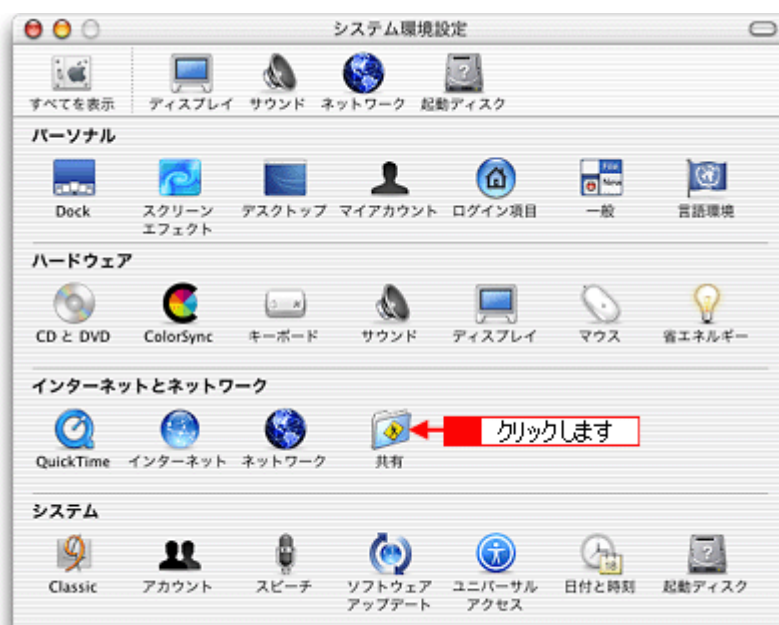 システム環境設定
すべてを表示 ディスプレイ サウンド ネットワーク 起動ディスク
パーソナル
Dock スクリーン デスクトップ マイアカウント ログイン項目 一般 言語環境
エフェクト
ハードウェア
CD と DVD ColorSync キーボード サウンド ディスプレイ マウス 省エネルギー
インターネットとネットワーク
クリックします
QuickTime インターネット ネットワーク 共有
システム
Classic アカウント スピーチ ソフトウェア ユニバーサル 日付と時刻 起動ディスク
アップデート アクセス